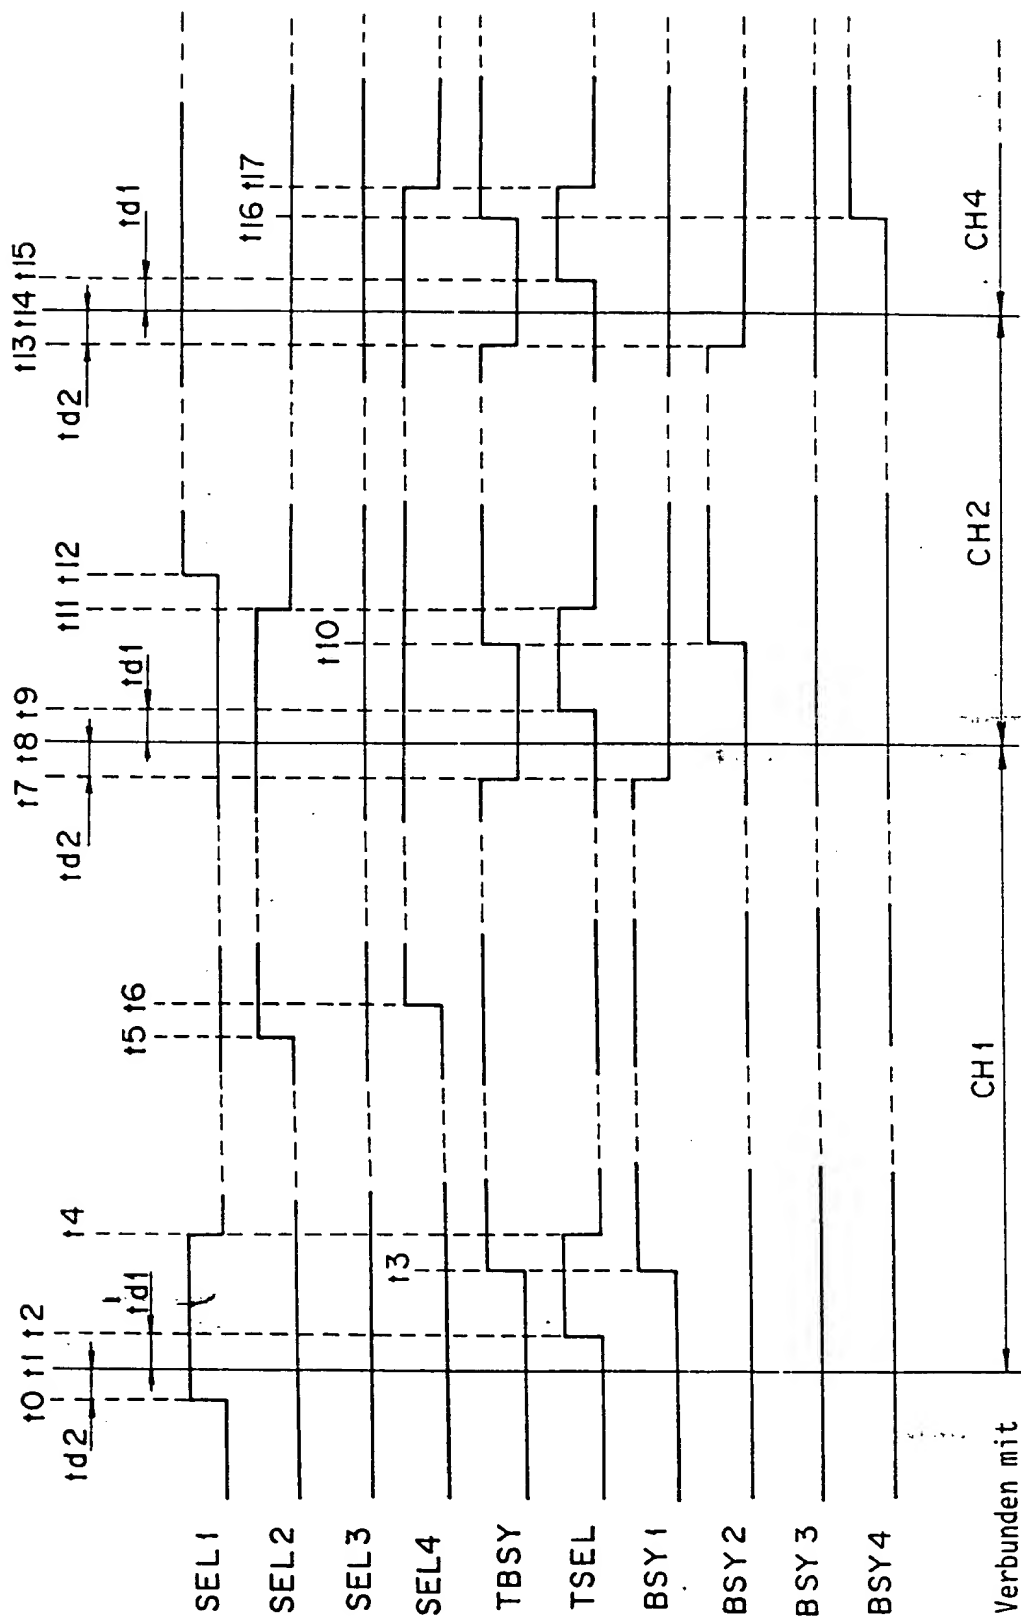 t0 t1 t2
t4
t5 t6
t7 t8 t9
t11 t12
t13 t14 t15
td2
td1
t3
td2
td1
t10
td2
td1
t16 t17
SEL1
SEL2
SEL3
SEL4
TBSY
TSEL
BSY1
BSY2
BSY3
BSY4
Verbunden mit
CH1
CH2
CH4